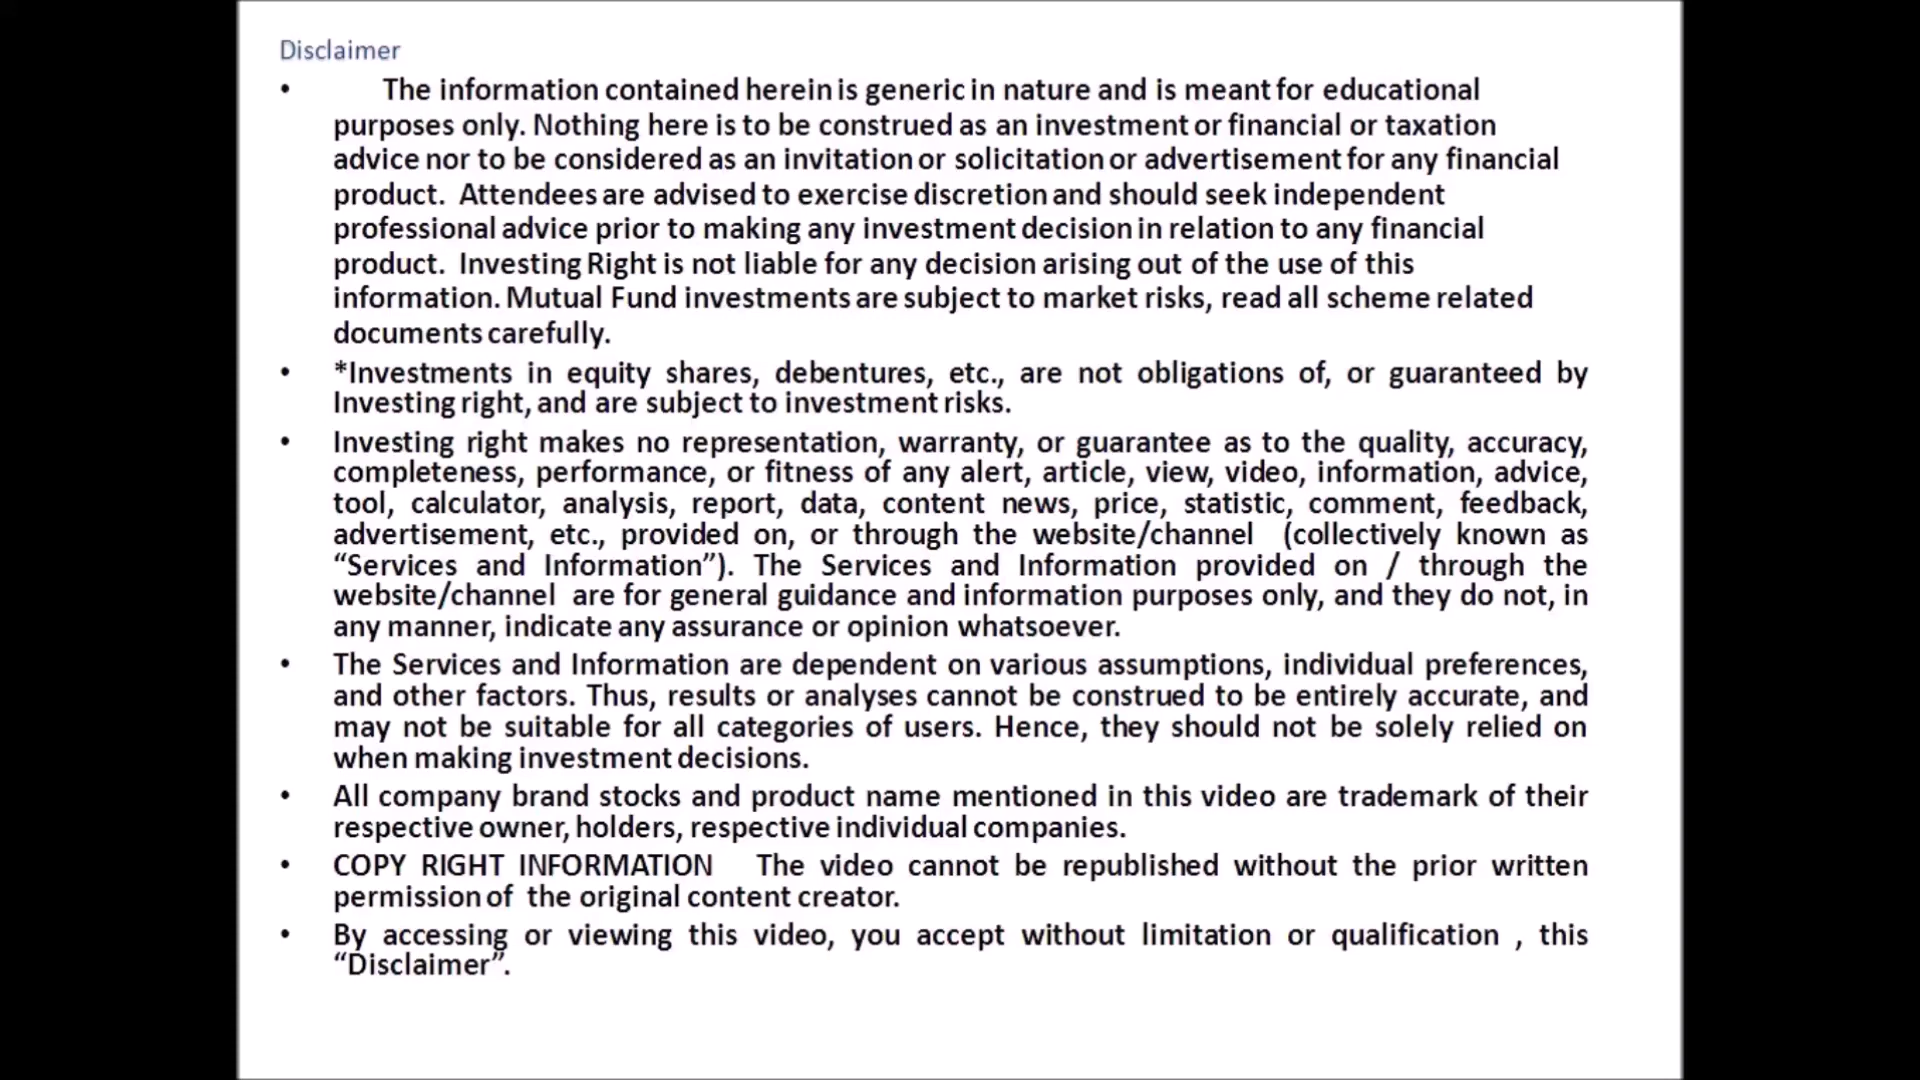 Disclaimer
• The information contained herein is generic in nature and is meant for educational
purposes only. Nothing here is to be construed as an investment or financial or taxation
advice nor to be considered as an invitation or solicitation or advertisement for any financial
product.  Attendees are advised to exercise discretion and should seek independent
professional advice prior to making any investment decision in relation to any financial
product.  Investing Right is not liable for any decision arising out of the use of this
information. Mutual Fund investments are subject to market risks, read all scheme related
documents carefully.
• *Investments in equity shares, debentures, etc., are not obligations of, or guaranteed by
Investing right, and are subject to investment risks.
• Investing right makes no representation, warranty, or guarantee as to the quality, accuracy,
completeness, performance, or fitness of any alert, article, view, video, information, advice,
tool, calculator, analysis, report, data, content news, price, statistic, comment, feedback,
advertisement, etc., provided on, or through the website/channel  (collectively known as
“Services and Information”). The Services and Information provided on / through the
website/channel  are for general guidance and information purposes only, and they do not, in
any manner, indicate any assurance or opinion whatsoever.
• The Services and Information are dependent on various assumptions, individual preferences,
and other factors. Thus, results or analyses cannot be construed to be entirely accurate, and
may not be suitable for all categories of users. Hence, they should not be solely relied on
when making investment decisions.
• All company brand stocks and product name mentioned in this video are trademark of their
respective owner, holders, respective individual companies.
• COPY RIGHT INFORMATION   The video cannot be republished without the prior written
permission of  the original content creator.
• By accessing or viewing this video, you accept without limitation or qualification , this
“Disclaimer”.